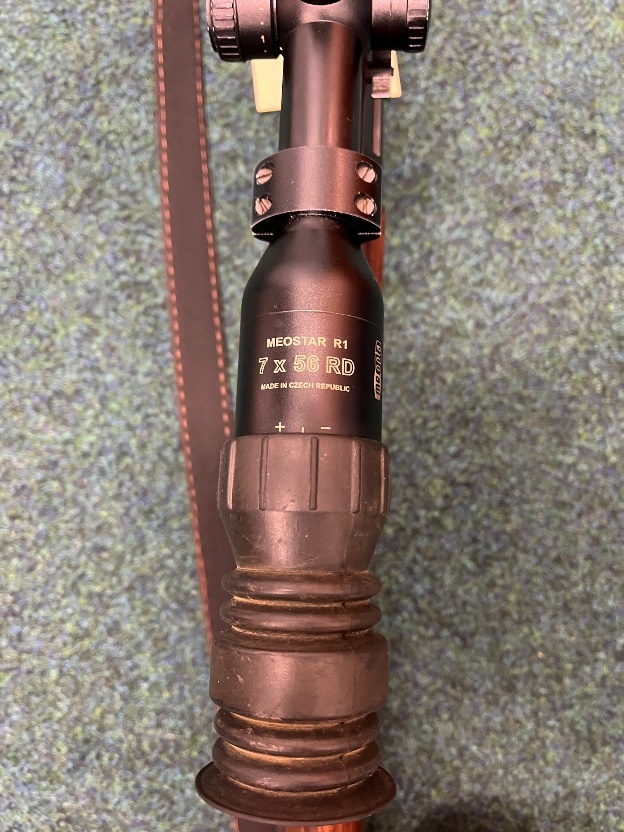 MEOSTAR R1
7 x 56 RD
MADE IN CZECH REPUBLIC
meopta
+ ı −
1